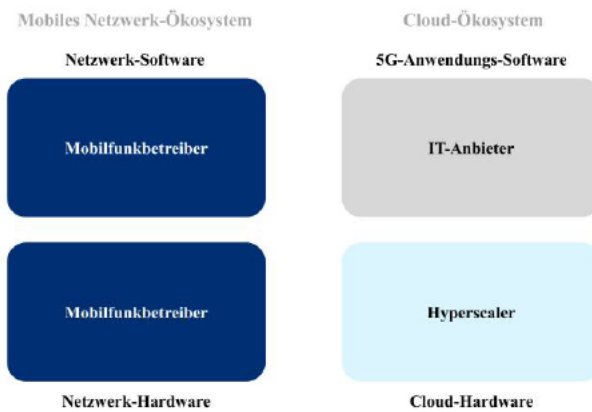 Mobiles Netzwerk-Ökosystem
Cloud-Ökosystem
Netzwerk-Software
5G-Anwendungs-Software
Mobilfunkbetreiber
IT-Anbieter
Mobilfunkbetreiber
Hyperscaler
Netzwerk-Hardware
Cloud-Hardware